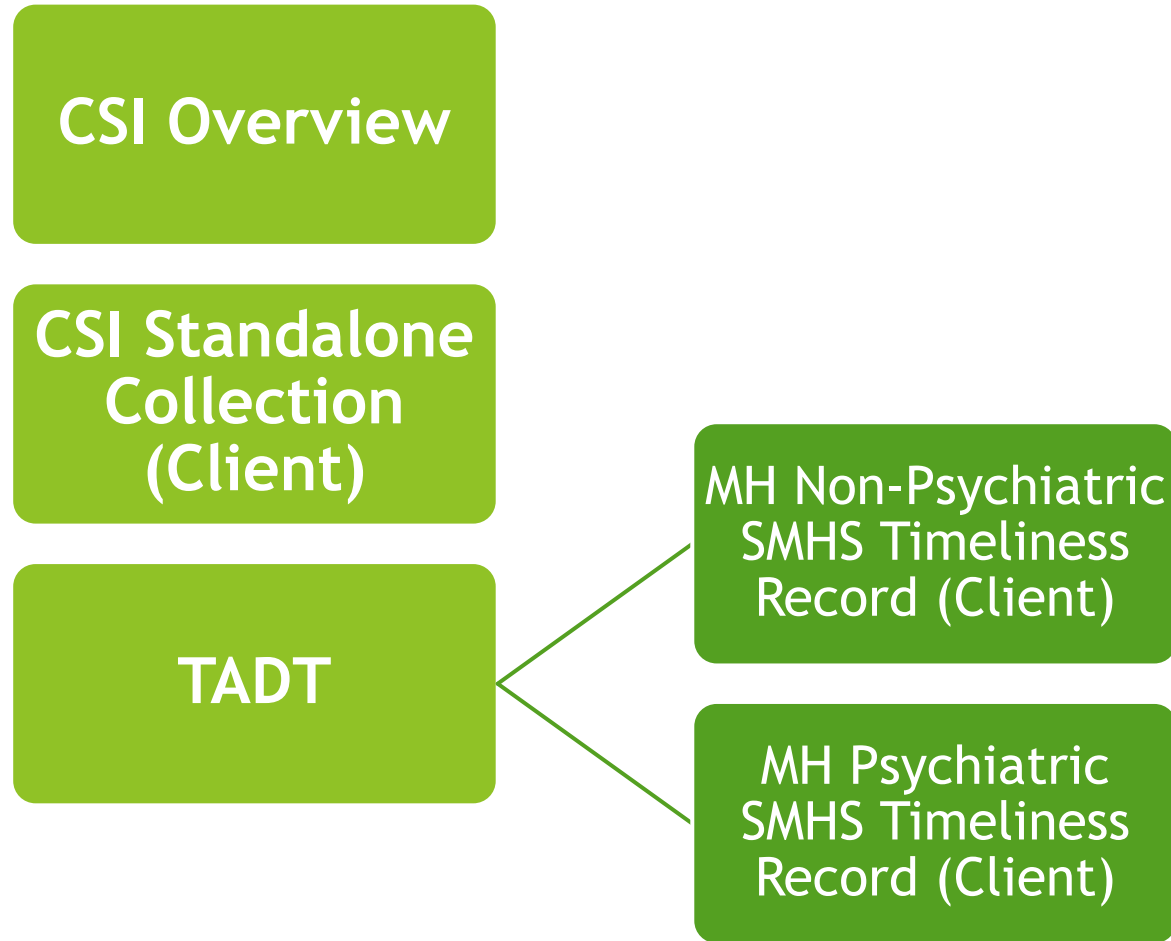 CSI Overview
CSI Standalone
Collection
(Client)
TADT
MH Non-Psychiatric
SMHS Timeliness
Record (Client)
MH Psychiatric
SMHS Timeliness
Record (Client)